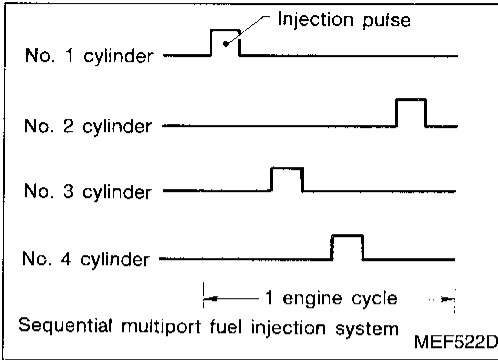 Injection pulse
No. 1 cylinder
No. 2 cylinder
No. 3 cylinder
No. 4 cylinder
1 engine cycle
Sequential multiport fuel injection system
MEF522D